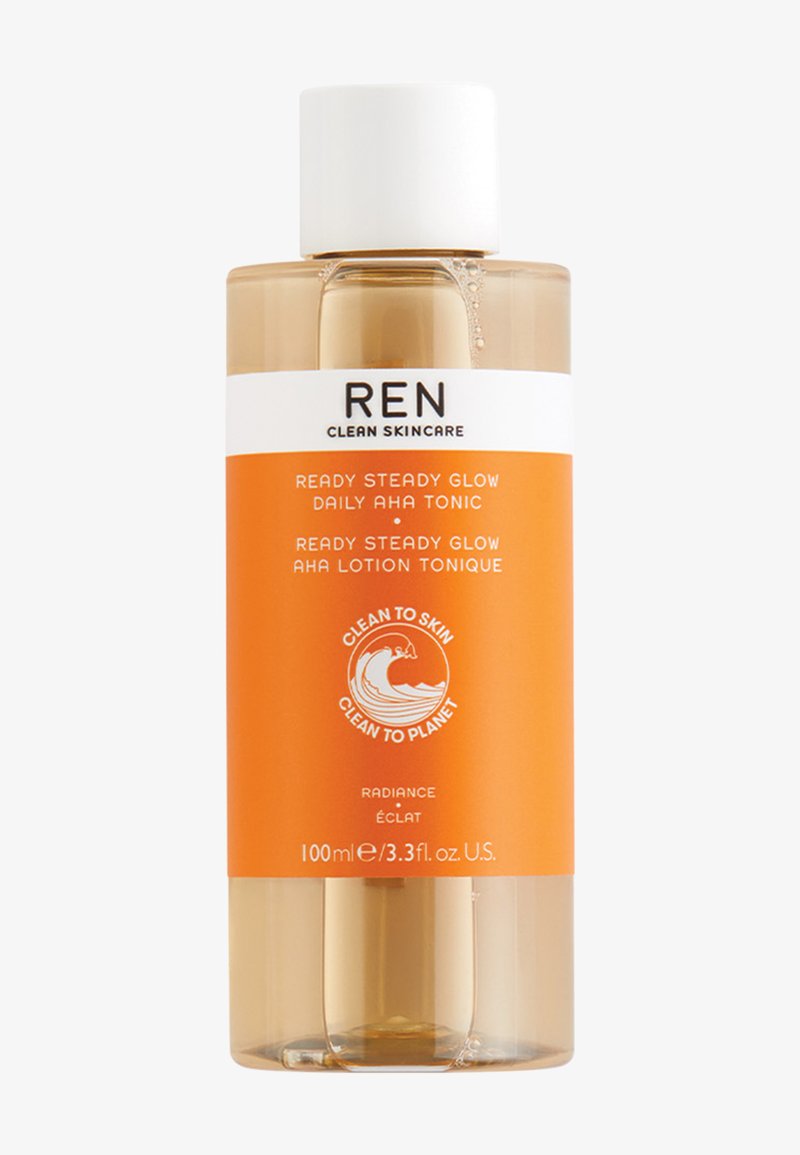 REN
CLEAN SKINCARE
READY STEADY GLOW
DAILY AHA TONIC
•
READY STEADY GLOW
AHA LOTION TONIQUE
CLEAN TO SKIN
CLEAN TO PLANET
RADIANCE
•
ÉCLAT
100ml℮/3.3fl. oz. U.S.